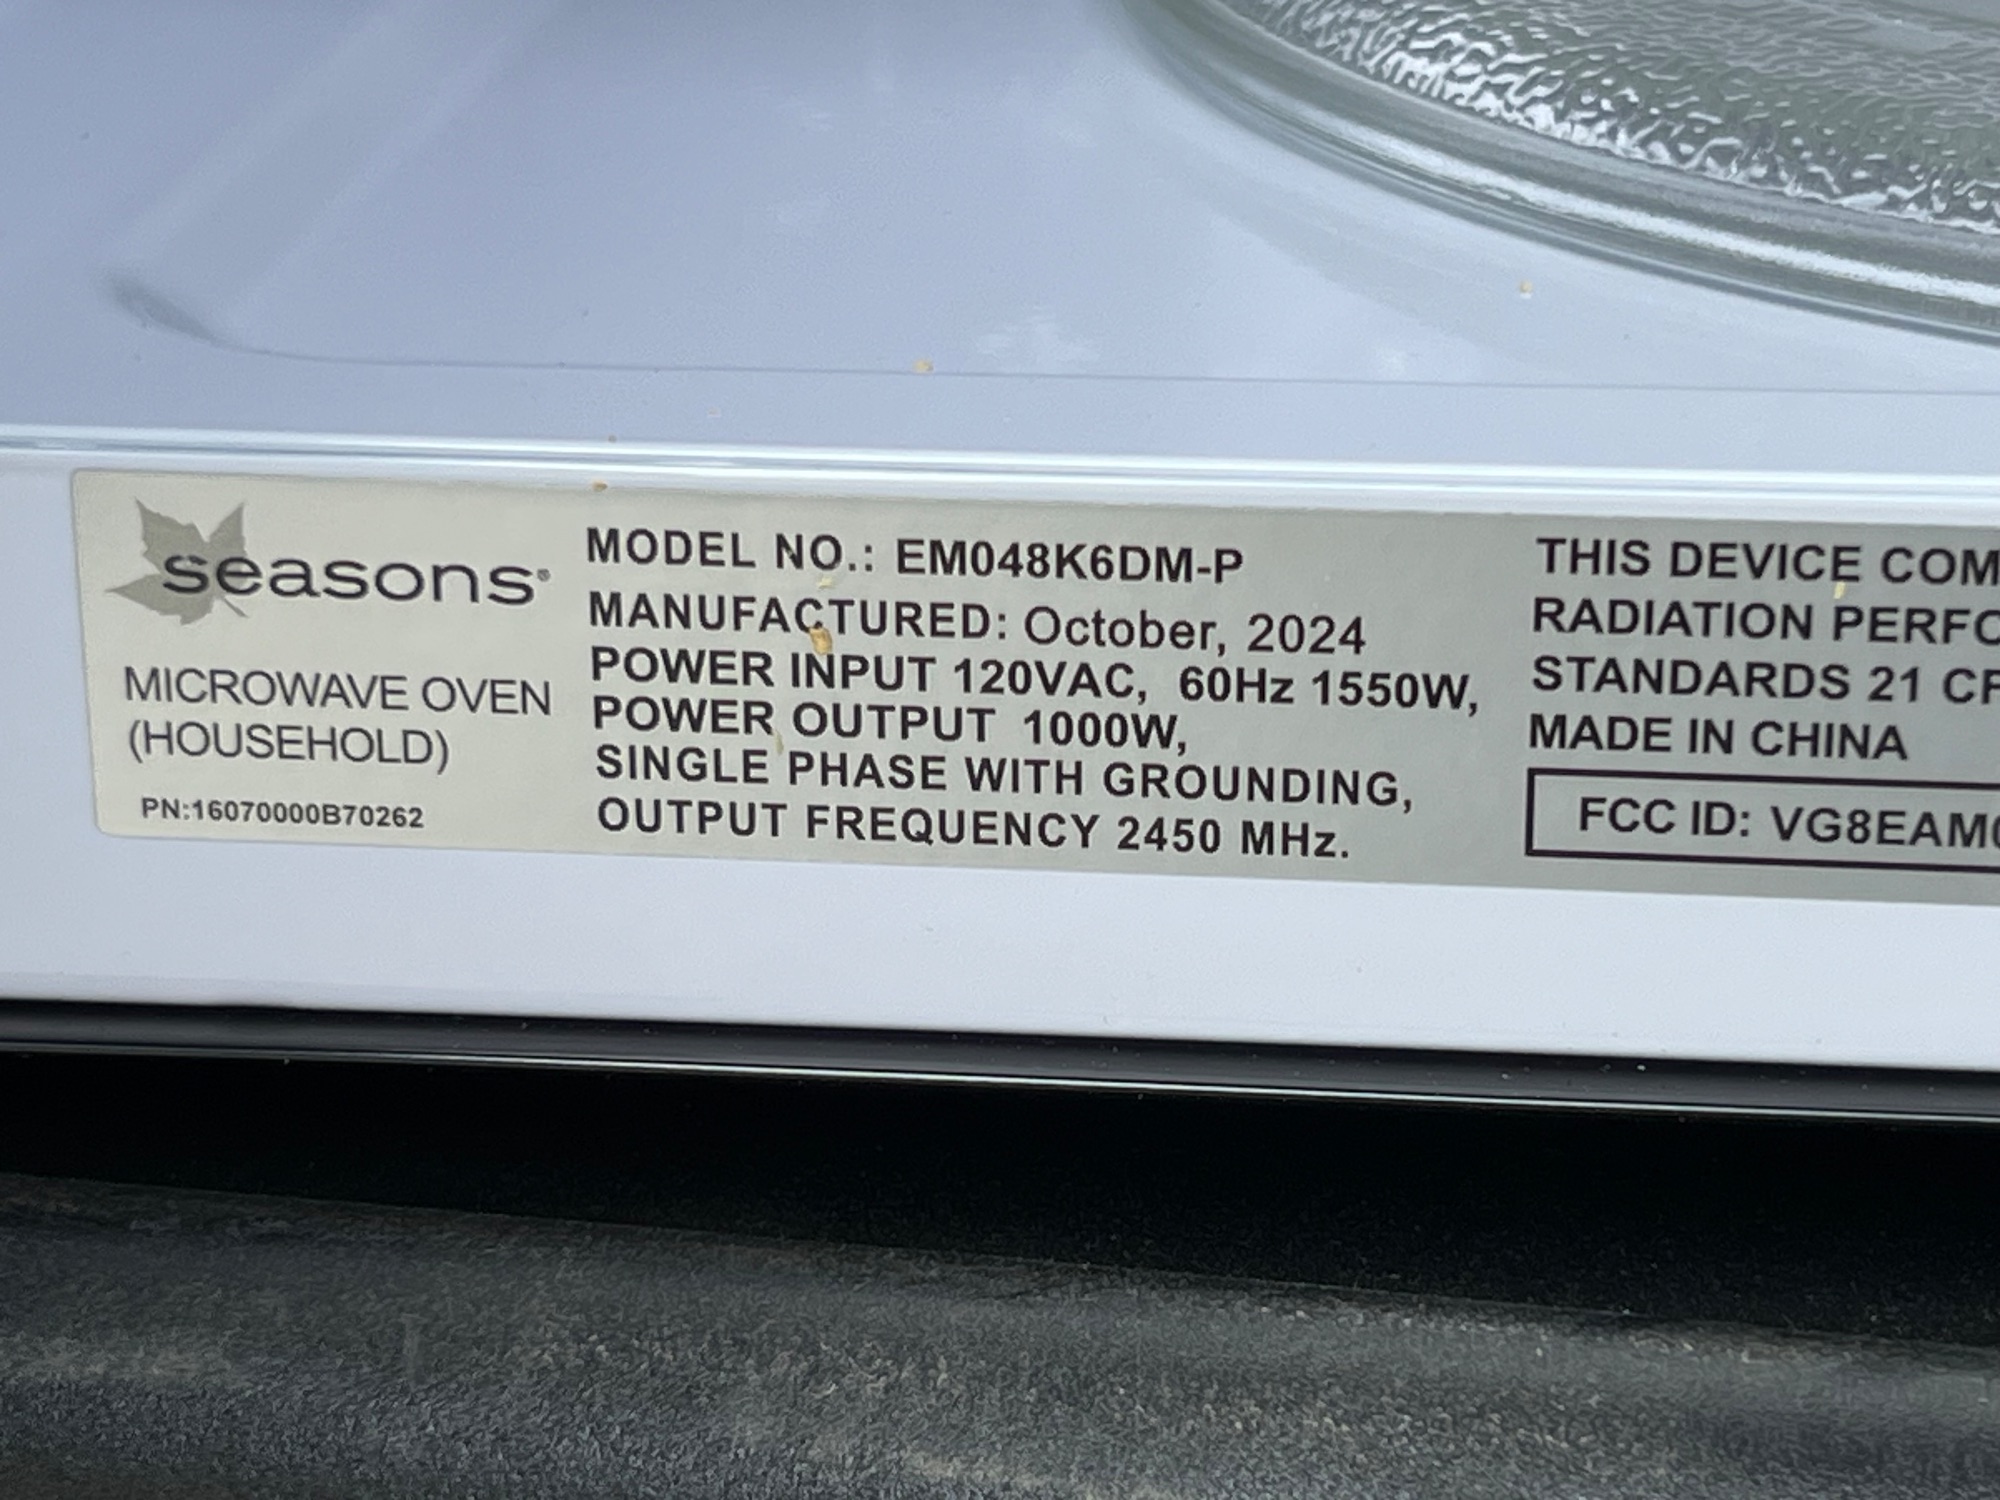 seasons®
MICROWAVE OVEN
(HOUSEHOLD)
PN:16070000B70262
MODEL NO.: EM048K6DM-P
MANUFACTURED: October, 2024
POWER INPUT 120VAC, 60Hz 1550W,
POWER OUTPUT 1000W,
SINGLE PHASE WITH GROUNDING,
OUTPUT FREQUENCY 2450 MHz.
THIS DEVICE COM
RADIATION PERFO
STANDARDS 21 CF
MADE IN CHINA
FCC ID: VG8EAM0